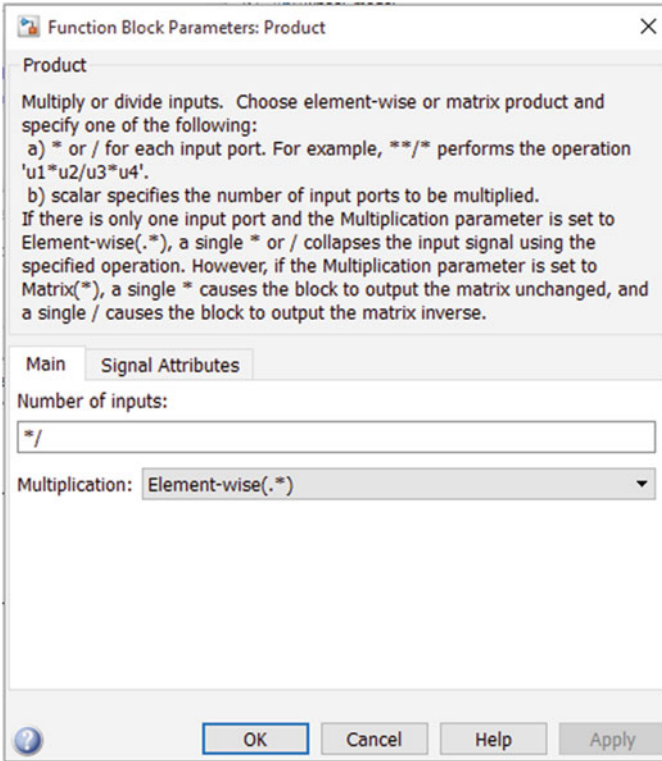 Function Block Parameters: Product
Product
Multiply or divide inputs. Choose element-wise or matrix product and
specify one of the following:
a) * or / for each input port. For example, **/* performs the operation
'u1*u2/u3*u4'.
b) scalar specifies the number of input ports to be multiplied.
If there is only one input port and the Multiplication parameter is set to
Element-wise(.*), a single * or / collapses the input signal using the
specified operation. However, if the Multiplication parameter is set to
Matrix(*), a single * causes the block to output the matrix unchanged, and
a single / causes the block to output the matrix inverse.
Main Signal Attributes
Number of inputs:
*/
Multiplication: Element-wise(.*)
OK Cancel Help Apply